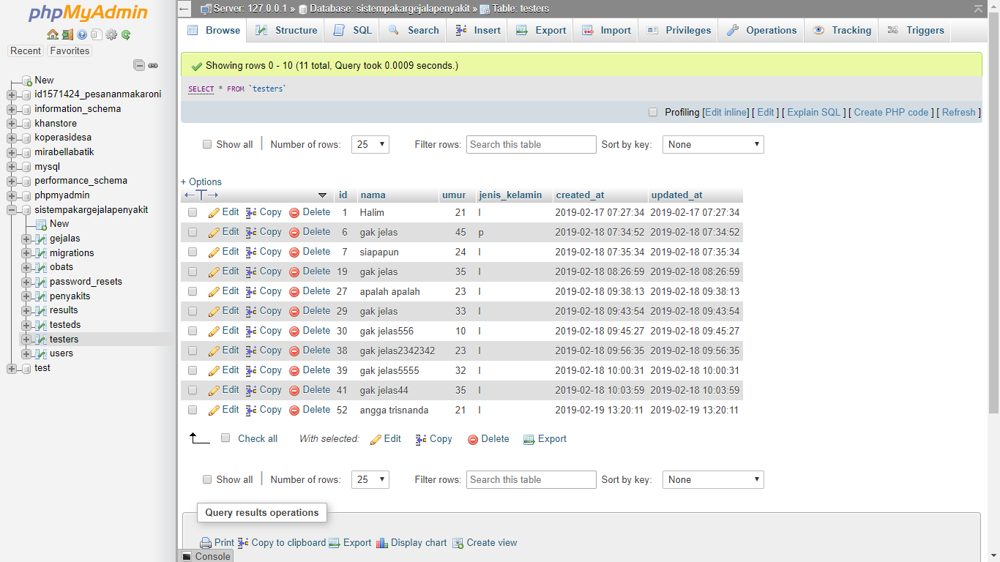 phpMyAdmin
Recent Favorites
New
id1571424_pesananmakaroni
information_schema
khanstore
koperasidesa
mirabellabatik
mysql
performance_schema
phpmyadmin
sistempakargejalapenyakit
New
gejalas
migrations
obats
password_resets
penyakits
results
testeds
testers
users
test
Server: 127.0.0.1 » Database: sistempakargejalapenyakit » Table: testers
Browse Structure SQL Search Insert Export Import Privileges Operations Tracking Triggers
Showing rows 0 - 10 (11 total, Query took 0.0009 seconds.)
SELECT * FROM `testers`
Profiling [Edit inline] [ Edit ] [ Explain SQL ] [ Create PHP code ] [ Refresh ]
Show all Number of rows: 25 Filter rows: Search this table Sort by key: None
+ Options
id nama umur jenis_kelamin created_at updated_at
Edit Copy Delete 1 Halim 21 l 2019-02-17 07:27:34 2019-02-17 07:27:34
Edit Copy Delete 6 gak jelas 45 p 2019-02-18 07:34:52 2019-02-18 07:34:52
Edit Copy Delete 7 siapapun 24 l 2019-02-18 07:35:34 2019-02-18 07:35:34
Edit Copy Delete 19 gak jelas 35 l 2019-02-18 08:26:59 2019-02-18 08:26:59
Edit Copy Delete 27 apalah apalah 23 l 2019-02-18 09:38:13 2019-02-18 09:38:13
Edit Copy Delete 29 gak jelas 33 l 2019-02-18 09:43:54 2019-02-18 09:43:54
Edit Copy Delete 30 gak jelas556 10 l 2019-02-18 09:45:27 2019-02-18 09:45:27
Edit Copy Delete 38 gak jelas2342342 23 l 2019-02-18 09:56:35 2019-02-18 09:56:35
Edit Copy Delete 39 gak jelas5555 32 l 2019-02-18 10:00:31 2019-02-18 10:00:31
Edit Copy Delete 41 gak jelas44 35 l 2019-02-18 10:03:59 2019-02-18 10:03:59
Edit Copy Delete 52 angga trisnanda 21 l 2019-02-19 13:20:11 2019-02-19 13:20:11
Check all With selected: Edit Copy Delete Export
Show all Number of rows: 25 Filter rows: Search this table Sort by key: None
Query results operations
Print Copy to clipboard Export Display chart Create view
Console